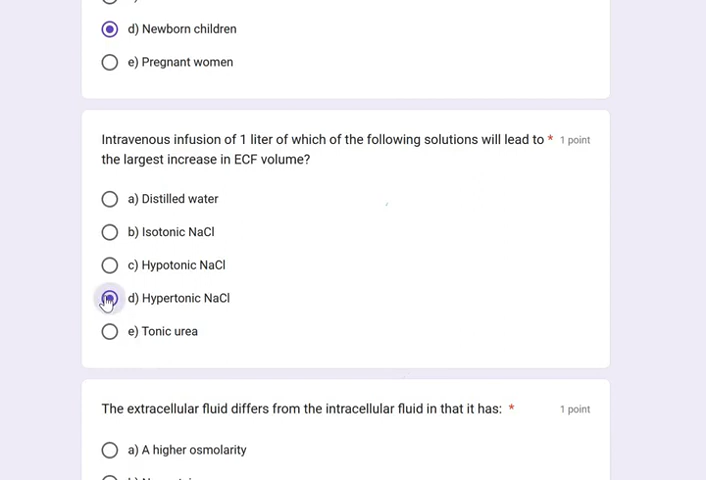 d) Newborn children
e) Pregnant women
Intravenous infusion of 1 liter of which of the following solutions will lead to * 1 point
the largest increase in ECF volume?
a) Distilled water
b) Isotonic NaCl
c) Hypotonic NaCl
d) Hypertonic NaCl
e) Tonic urea
The extracellular fluid differs from the intracellular fluid in that it has: * 1 point
a) A higher osmolarity